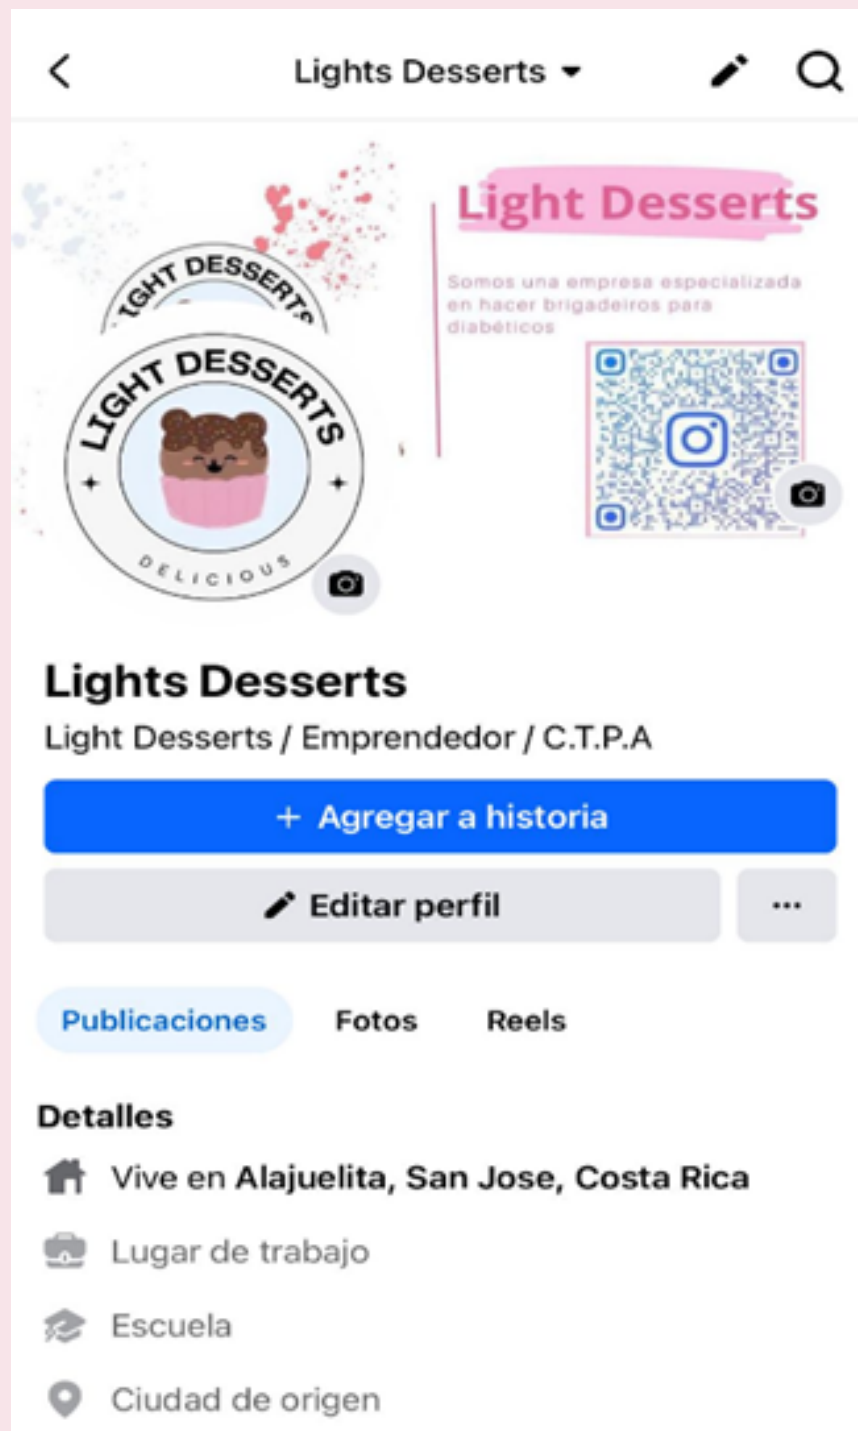 Lights Desserts
Light Desserts
Somos una empresa especializada
en hacer brigadeiros para
diabéticos
LIGHT DESSERTS
LIGHT DESSERTS
DELICIOUS
Lights Desserts
Light Desserts / Emprendedor / C.T.P.A
+ Agregar a historia
Editar perfil
Publicaciones Fotos Reels
Detalles
Vive en Alajuelita, San Jose, Costa Rica
Lugar de trabajo
Escuela
Ciudad de origen